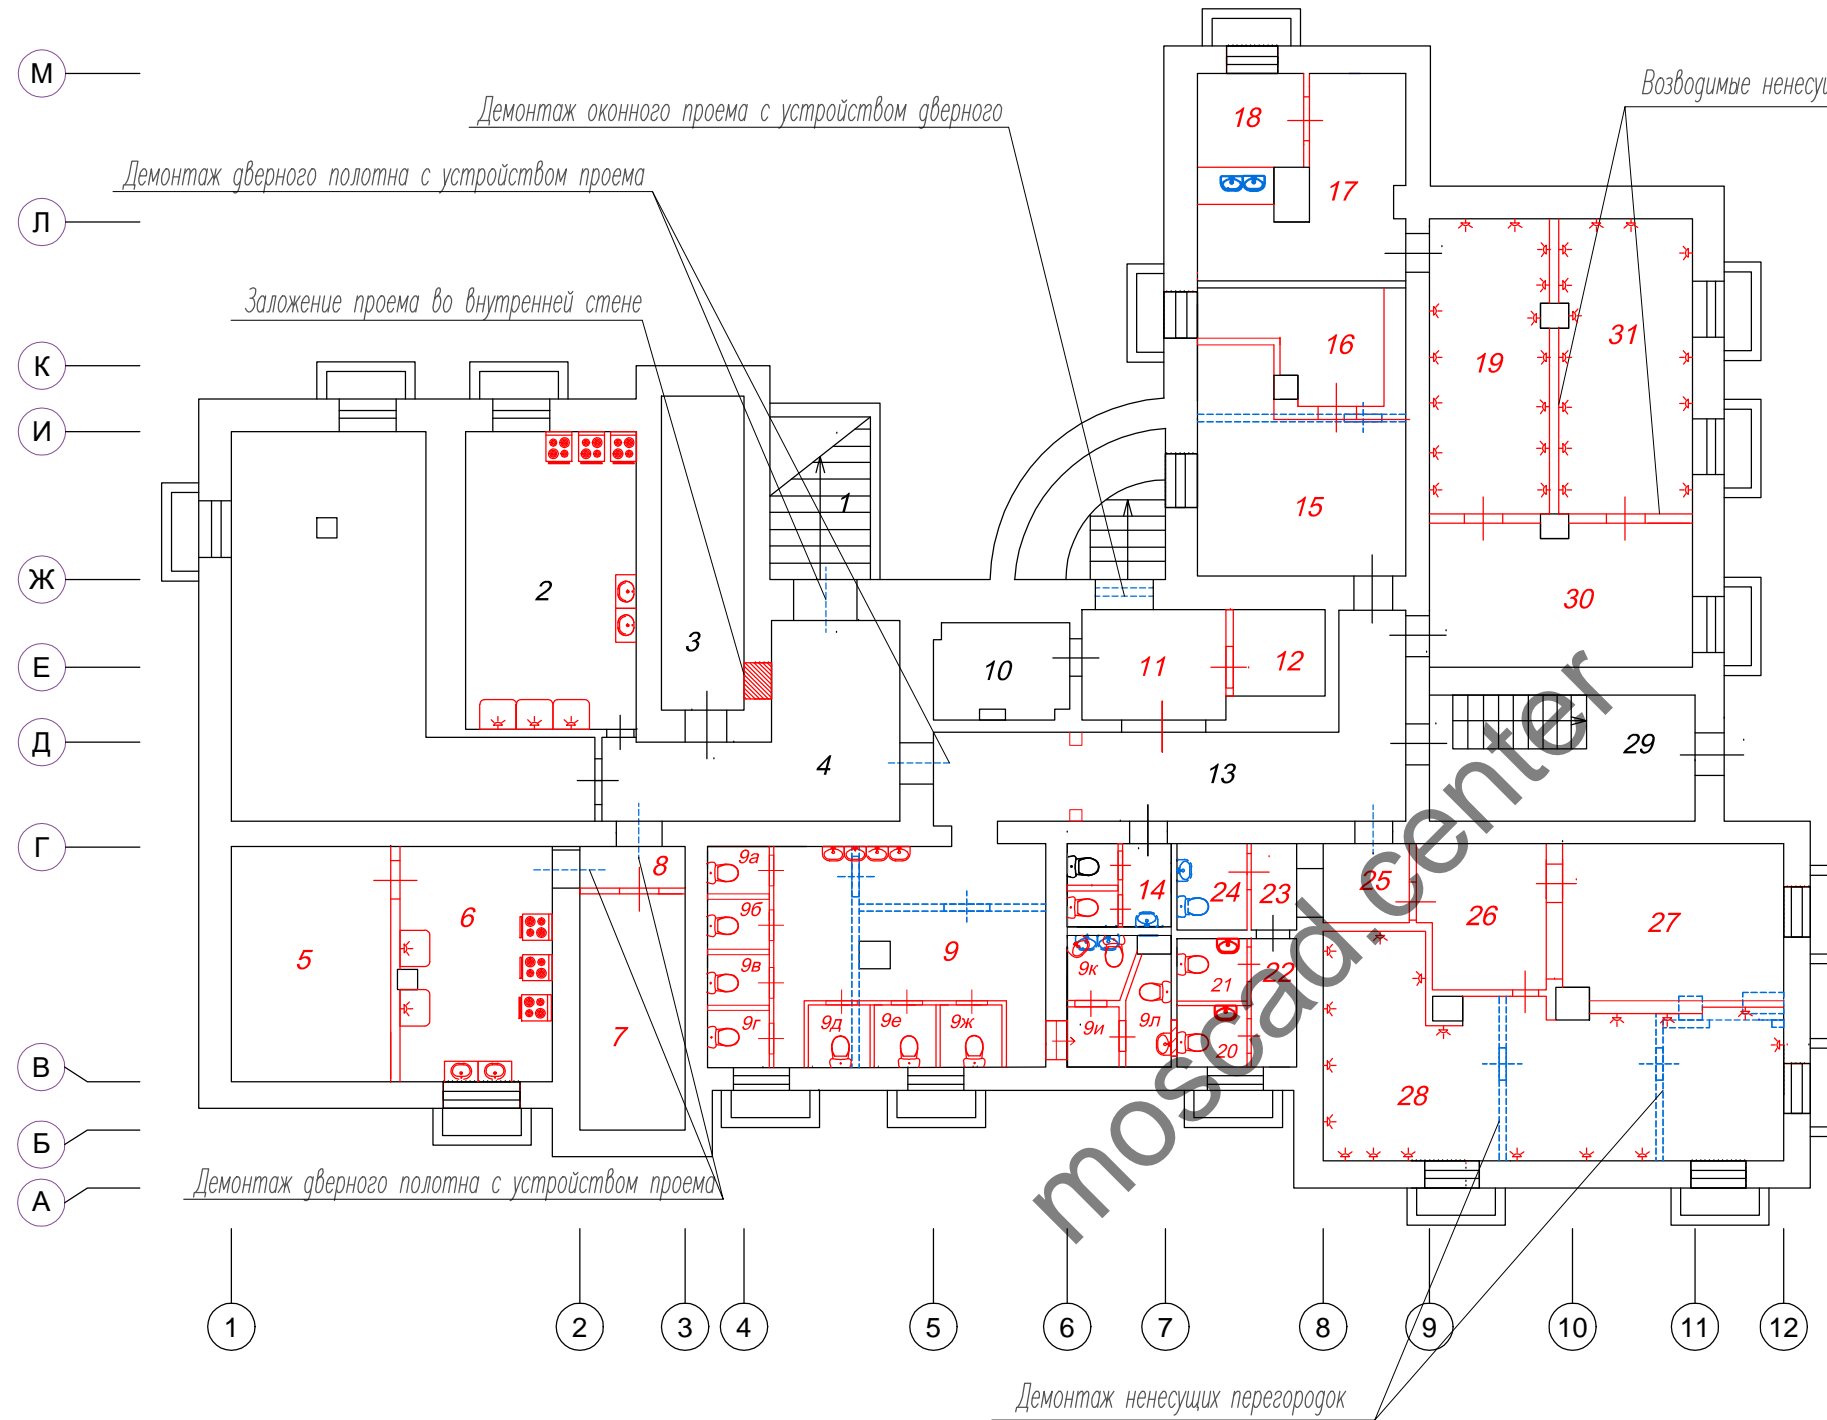 М
Возводимые ненесущ
Демонтаж оконного проема с устройством дверного
18
Демонтаж дверного полотна с устройством проема
17
Л
Заложение проема во внутренней стене
16
31
19
К
И
1
15
2
Ж
30
3
10
11
12
Е
Д
4
13
29
Г
8
9а
14
24
23
25
26
27
6
9б
5
9
9в
9к
21
22
9г
9д
9е
9ж
9и
9л
20
7
28
В
Б
А
Демонтаж дверного полотна с устройством проема
moscad.center
1
2
3
4
5
6
7
8
9
10
11
12
Демонтаж ненесущих перегородок